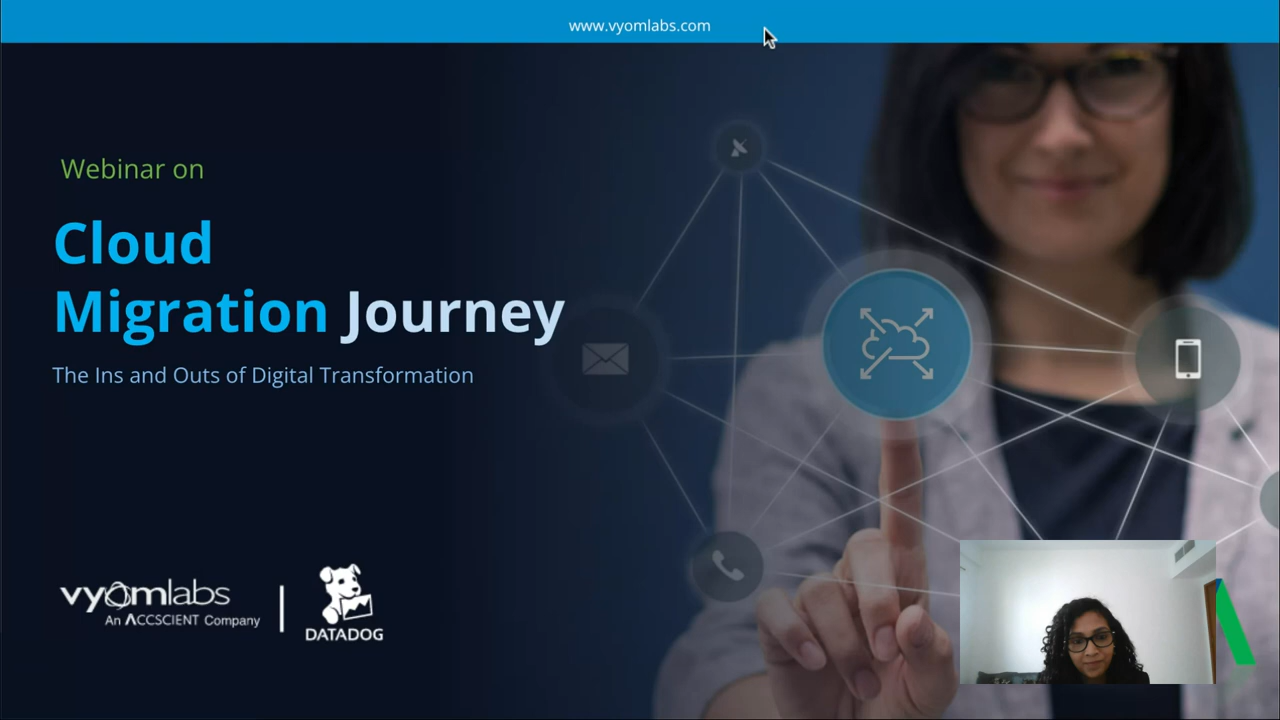 www.vyomlabs.com
Webinar on
Cloud
Migration Journey
The Ins and Outs of Digital Transformation
vyomlabs
An ACCSCIENT Company
DATADOG